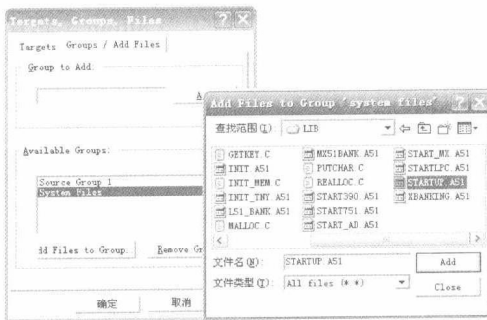 Targets, Groups, Files
Targets Groups / Add Files
Group to Add:
A
Available Groups:
Source Group 1
System Files
dd Files to Group.
Remove Gr
确定
取消
Add Files to Group 'system files'
查找范围(I):
LIB
GETKEY.C
INIT.A51
INIT_MEM.C
INIT_TNY.A51
L51_BANK.A51
MALLOC.C
MX51BANK.A51
PUTCHAR.C
REALLOC.C
START390.A51
START751.A51
START_AD.A51
START_MX.A51
STARTLPC.A51
STARTUP.A51
XBANKING.A51
文件名(N):
STARTUP.A51
Add
文件类型(T):
All files (*.*)
Close